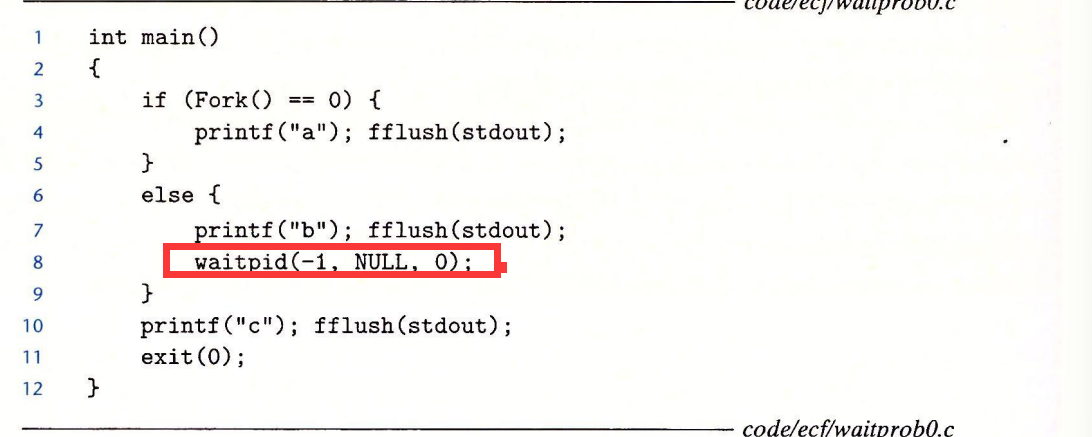 code/ecf/waitprob0.c
1 int main()
2 {
3 if (Fork() == 0) {
4 printf("a"); fflush(stdout);
5 }
6 else {
7 printf("b"); fflush(stdout);
8 waitpid(-1, NULL, 0);
9 }
10 printf("c"); fflush(stdout);
11 exit(0);
12 }
code/ecf/waitprob0.c